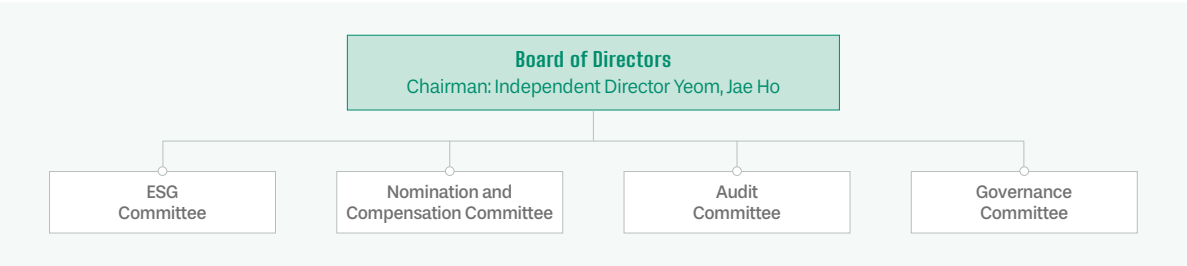 Board of Directors
Chairman: Independent Director Yeom, Jae Ho
ESG
Committee
Nomination and
Compensation Committee
Audit
Committee
Governance
Committee